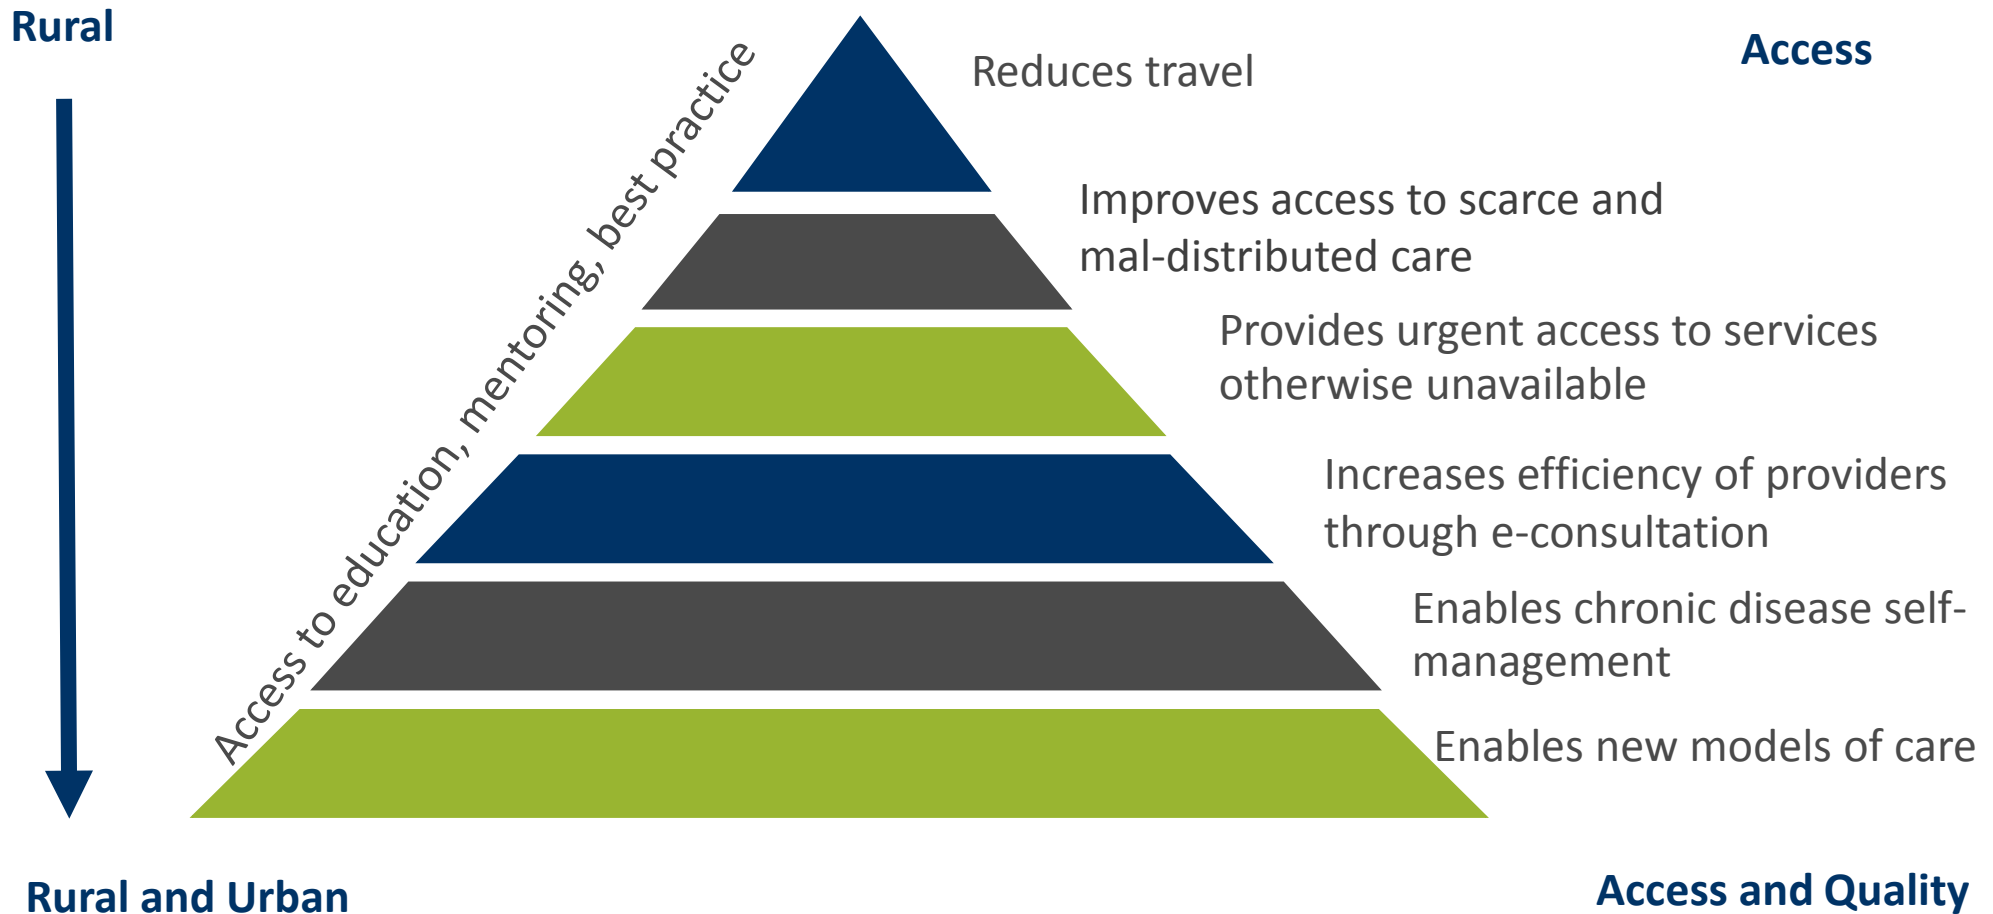 Rural
Access
Reduces travel
Access to education, mentoring, best practice
Improves access to scarce and
mal-distributed care
Provides urgent access to services
otherwise unavailable
Increases efficiency of providers
through e-consultation
Enables chronic disease self-
management
Enables new models of care
Rural and Urban
Access and Quality